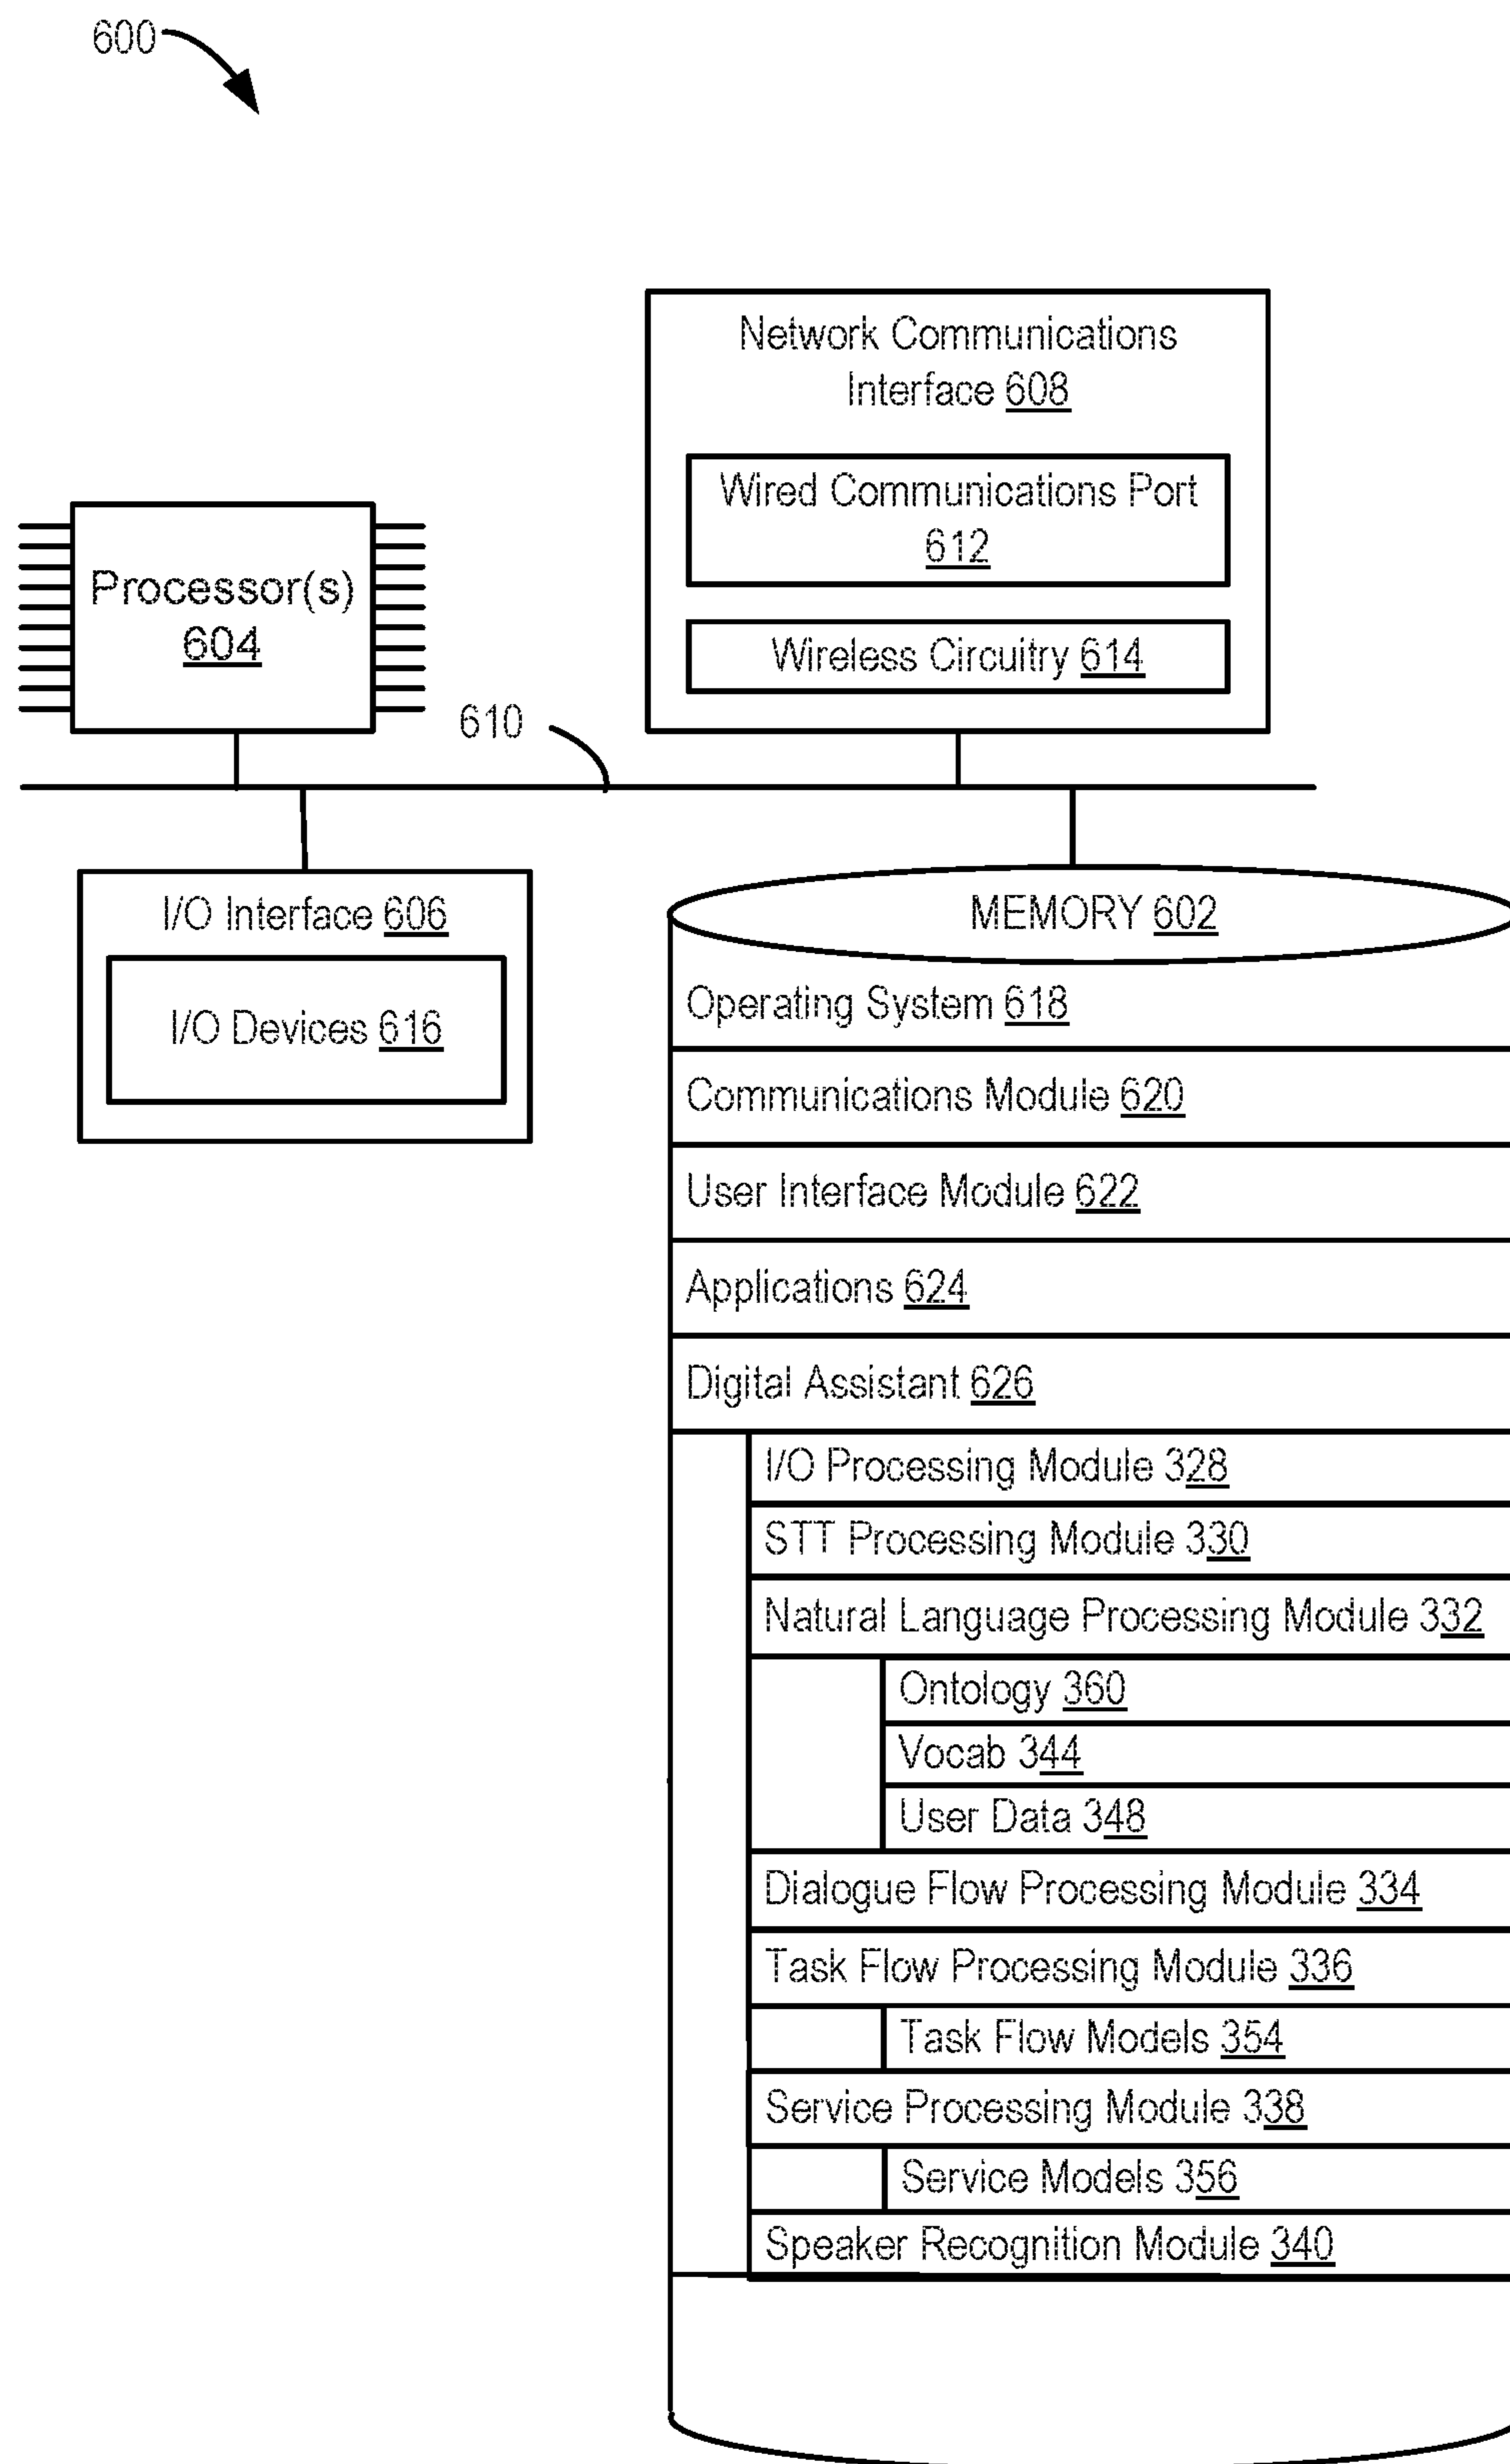 600
Network Communications
Interface 608
Wired Communications Port
612
Wireless Circuitry 614
Processor(s)
604
610
I/O Interface 606
I/O Devices 616
MEMORY 602
Operating System 618
Communications Module 620
User Interface Module 622
Applications 624
Digital Assistant 626
I/O Processing Module 328
STT Processing Module 330
Natural Language Processing Module 332
Ontology 360
Vocab 344
User Data 348
Dialogue Flow Processing Module 334
Task Flow Processing Module 336
Task Flow Models 354
Service Processing Module 338
Service Models 356
Speaker Recognition Module 340